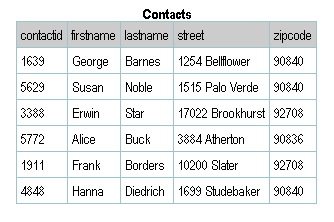 Contacts
contactid firstname lastname street zipcode
1639 George Barnes 1254 Bellflower 90840
5629 Susan Noble 1515 Palo Verde 90840
3388 Erwin Star 17022 Brookhurst 92708
5772 Alice Buck 3884 Atherton 90836
1911 Frank Borders 10200 Slater 92708
4848 Hanna Diedrich 1699 Studebaker 90840